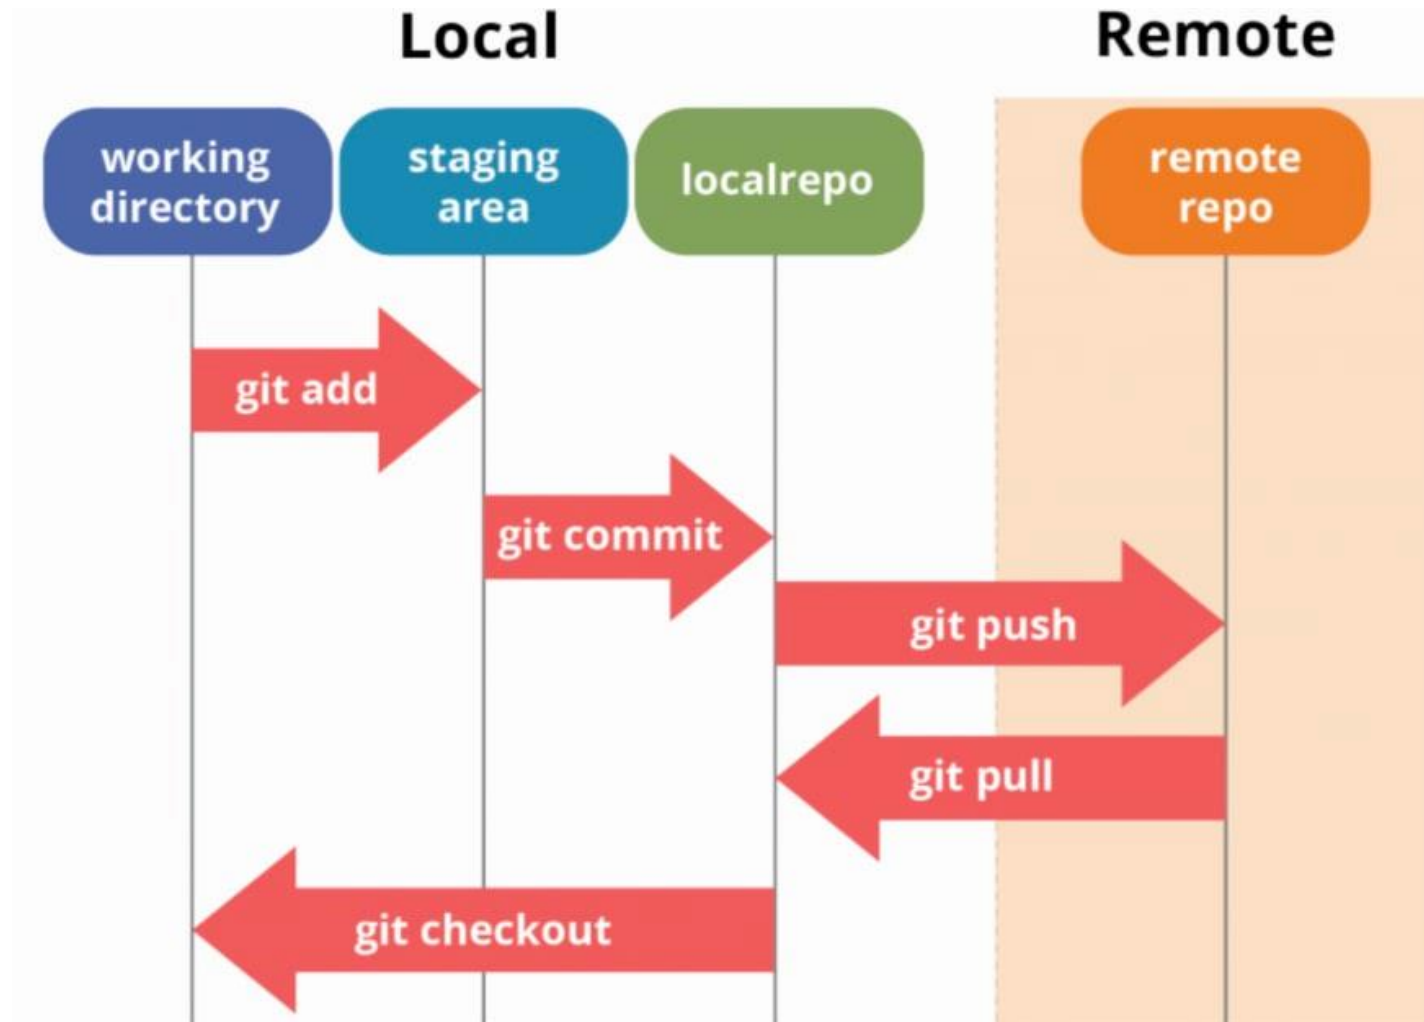 Local
Remote
working
directory
staging
area
localrepo
remote
repo
git add
git commit
git push
git pull
git checkout